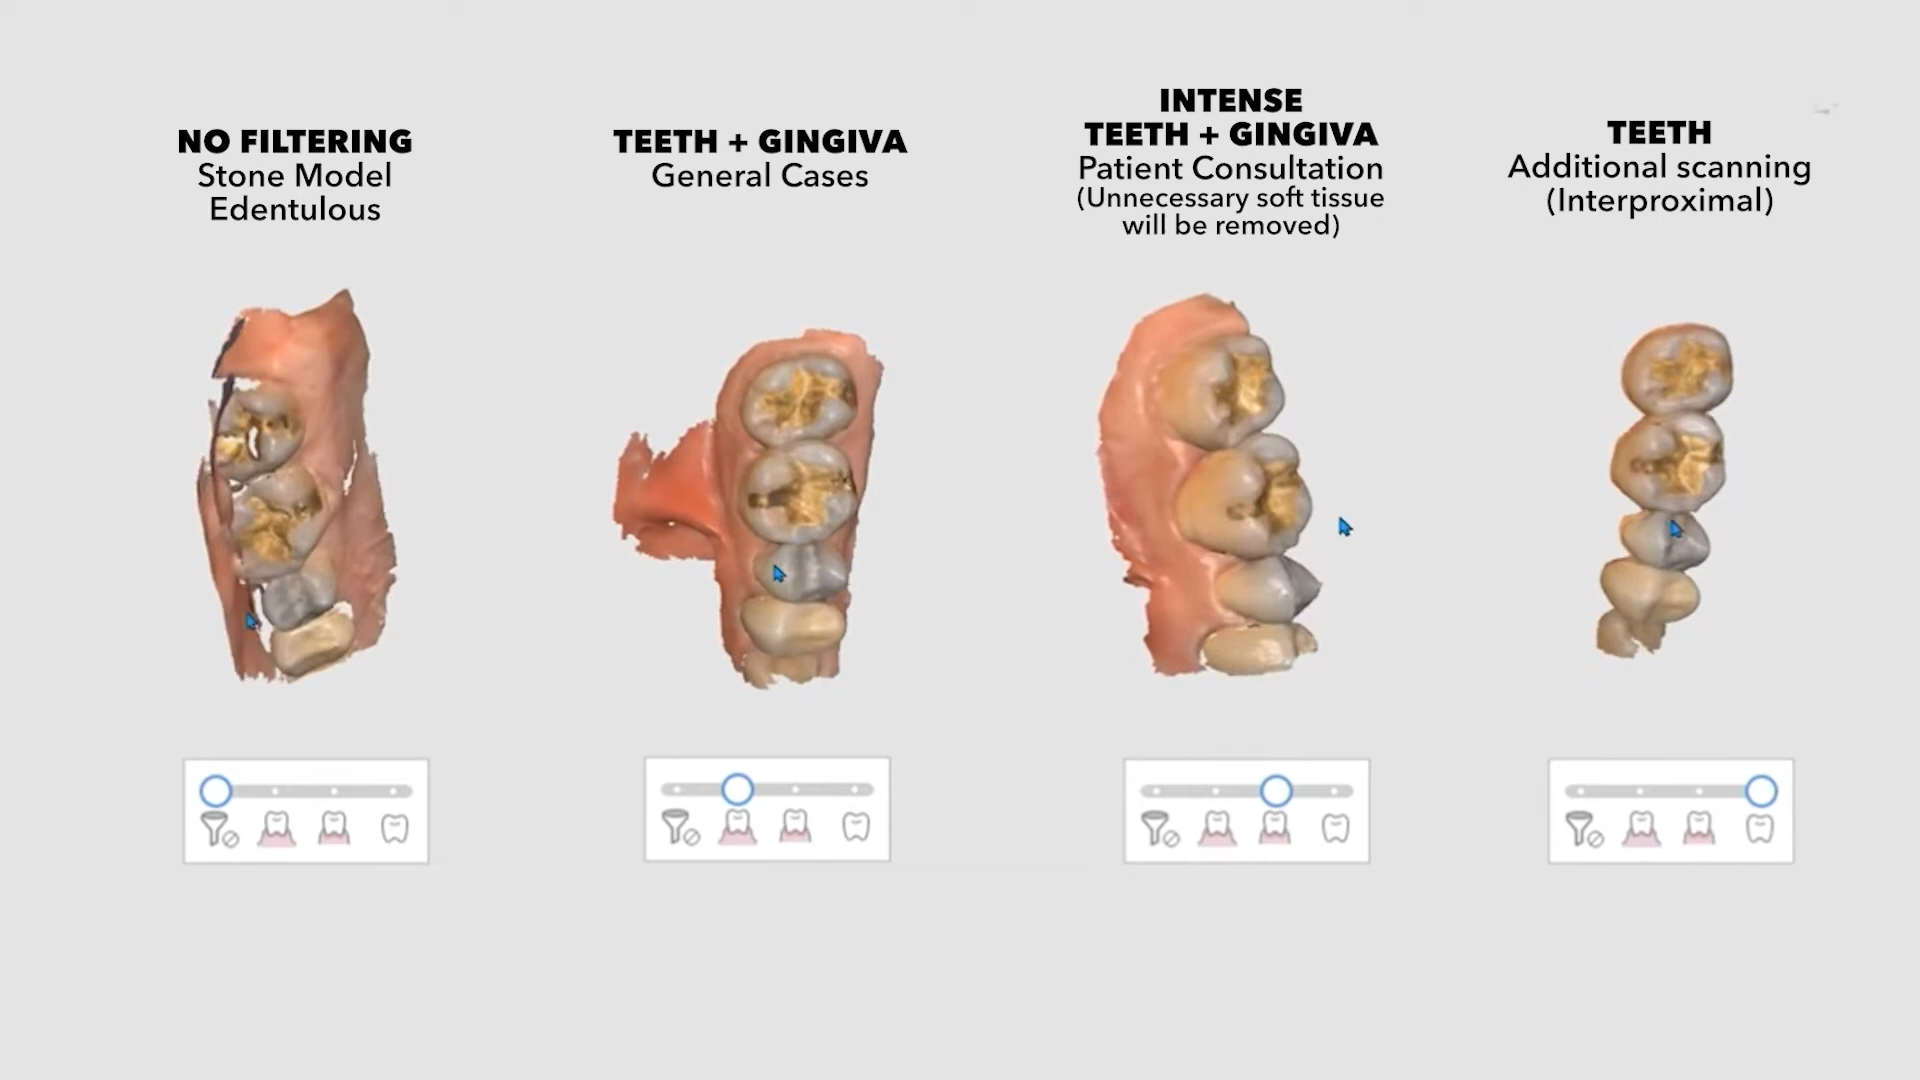 NO FILTERING
Stone Model
Edentulous
TEETH + GINGIVA
General Cases
INTENSE
TEETH + GINGIVA
Patient Consultation
(Unnecessary soft tissue
will be removed)
TEETH
Additional scanning
(Interproximal)